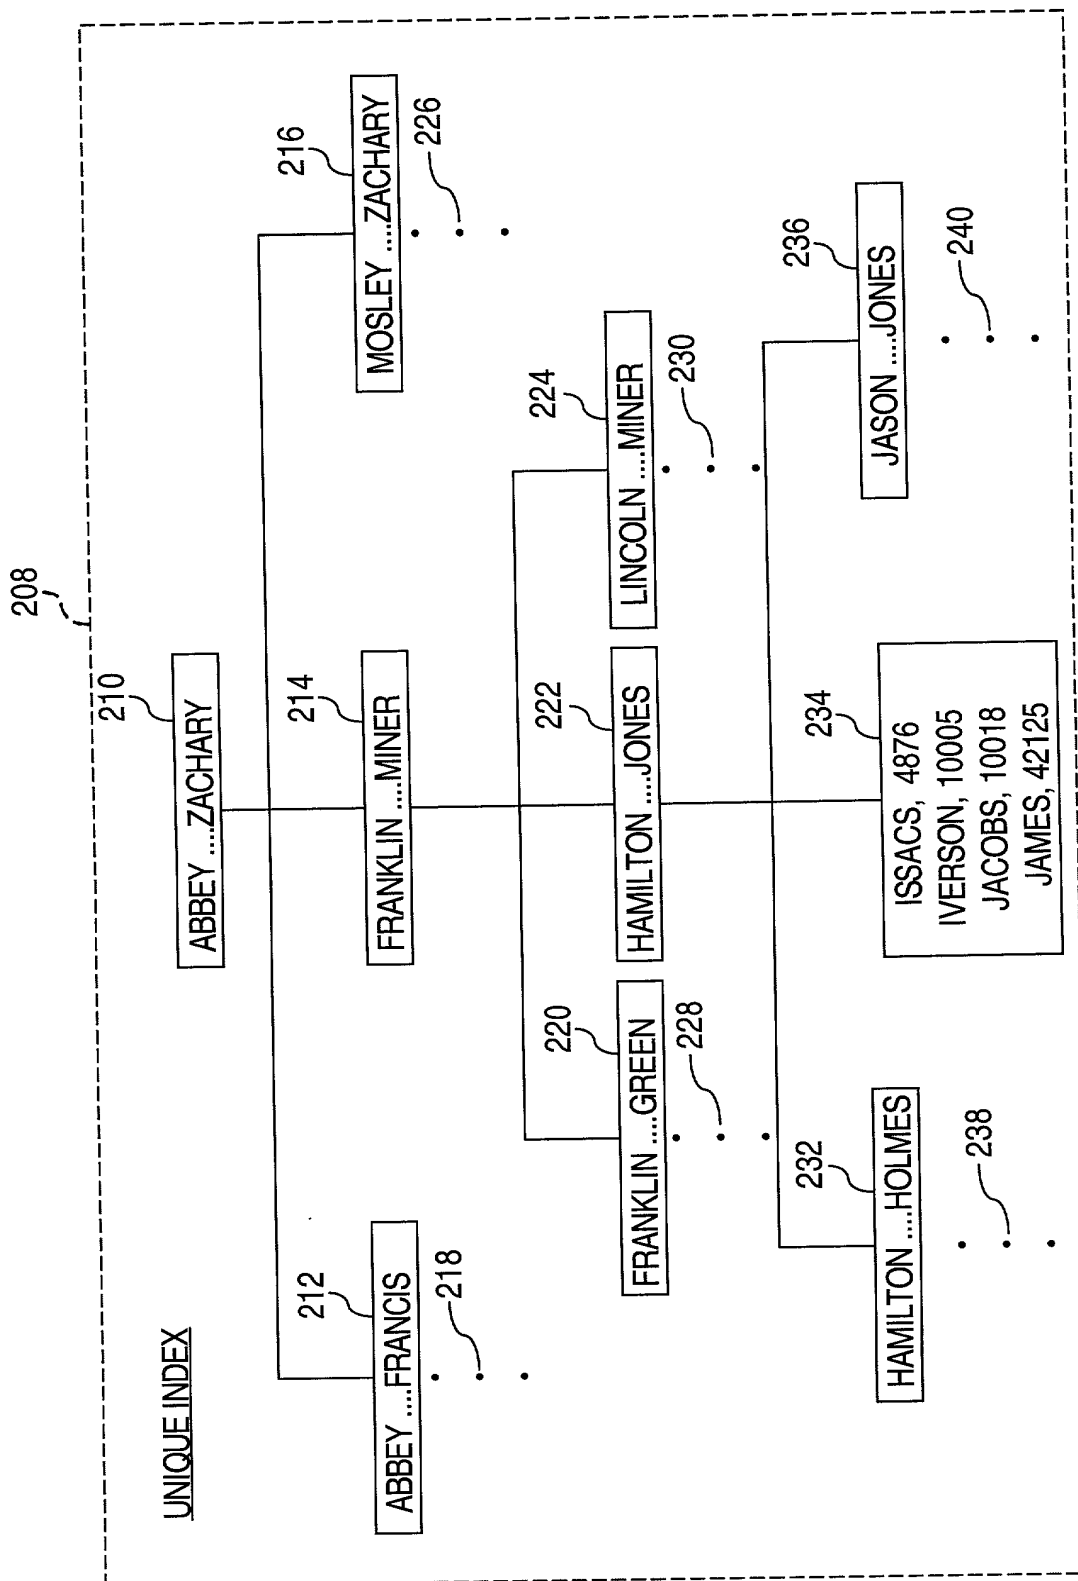 208
UNIQUE INDEX
210
ABBEY ....ZACHARY
212
ABBEY ....FRANCIS
218
214
FRANKLIN ....MINER
216
MOSLEY ....ZACHARY
226
220
FRANKLIN ....GREEN
228
222
HAMILTON ....JONES
224
LINCOLN ....MINER
230
232
HAMILTON ....HOLMES
238
234
ISSACS, 4876
IVERSON, 10005
JACOBS, 10018
JAMES, 42125
236
JASON ....JONES
240